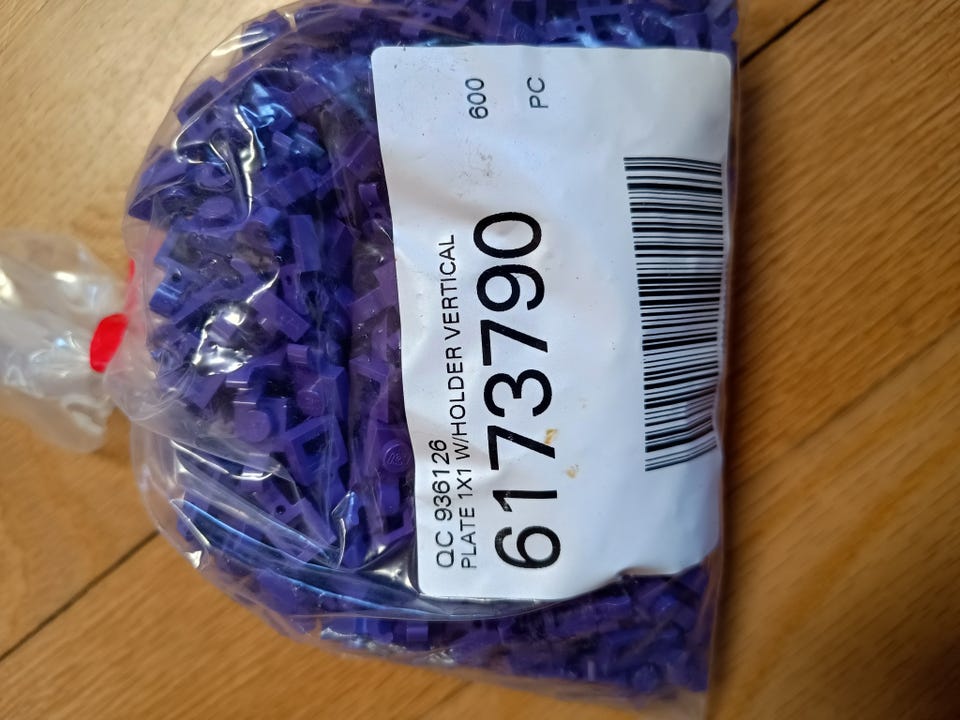 QC 936126
PLATE 1X1 W/HOLDER VERTICAL
6173790
600
PC